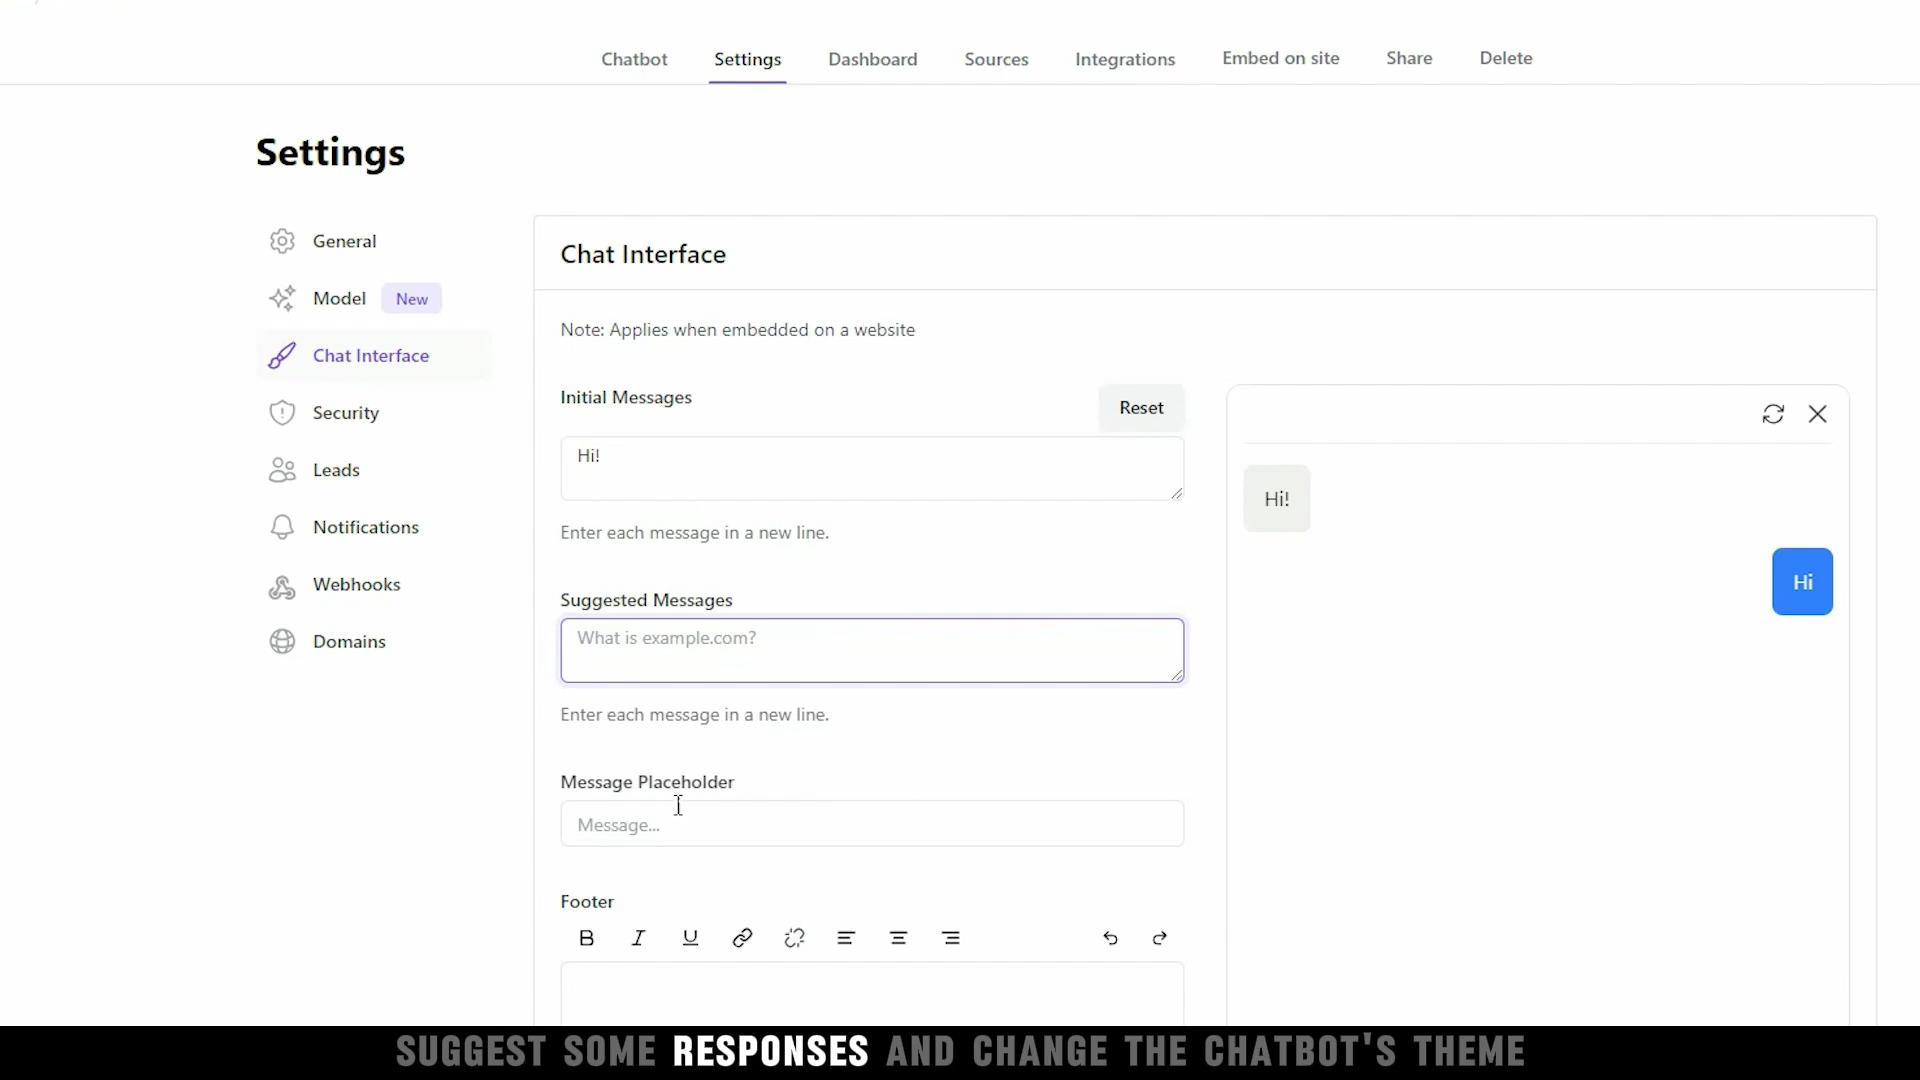 Chatbot Settings Dashboard Sources Integrations Embed on site Share Delete
Settings
General
Model New
Chat Interface
Security
Leads
Notifications
Webhooks
Domains
Chat Interface
Note: Applies when embedded on a website
Initial Messages Reset
Hi!
Enter each message in a new line.
Suggested Messages
What is example.com?
Enter each message in a new line.
Message Placeholder
Message...
Footer
B I U
Hi!
Hi
SUGGEST SOME RESPONSES AND CHANGE THE CHATBOT'S THEME